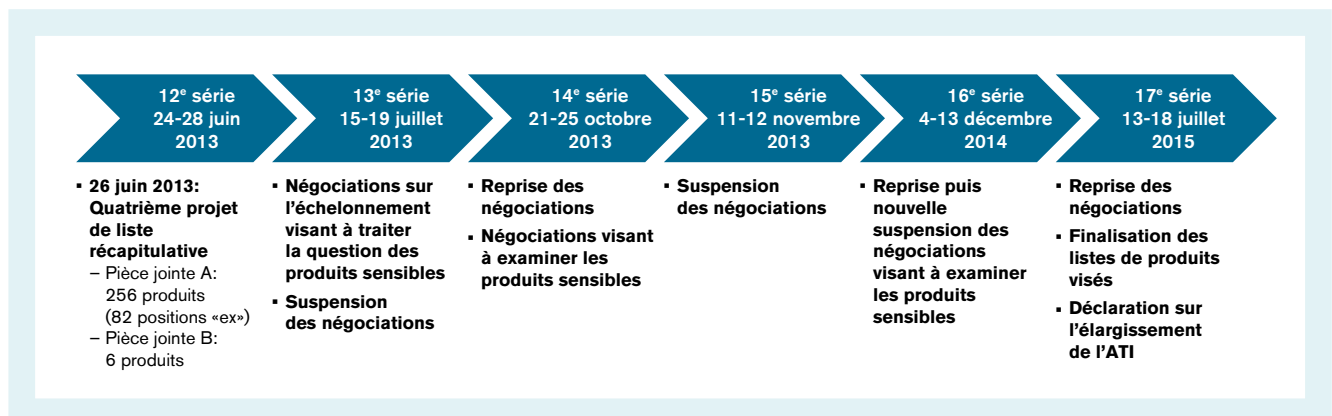 12e série
24-28 juin
2013
13e série
15-19 juillet
2013
14e série
21-25 octobre
2013
15e série
11-12 novembre
2013
16e série
4-13 décembre
2014
17e série
13-18 juillet
2015
▪ 26 juin 2013:
Quatrième projet
de liste
récapitulative
– Pièce jointe A:
256 produits
(82 positions «ex»)
– Pièce jointe B:
6 produits
▪ Négociations sur
l'échelonnement
visant à traiter
la question des
produits sensibles
▪ Suspension
des négociations
▪ Reprise des
négociations
▪ Négociations visant
à examiner les
produits sensibles
▪ Suspension
des négociations
▪ Reprise puis
nouvelle
suspension des
négociations
visant à examiner
les produits
sensibles
▪ Reprise des
négociations
▪ Finalisation des
listes de produits
visés
▪ Déclaration sur
l'élargissement
de l'ATI